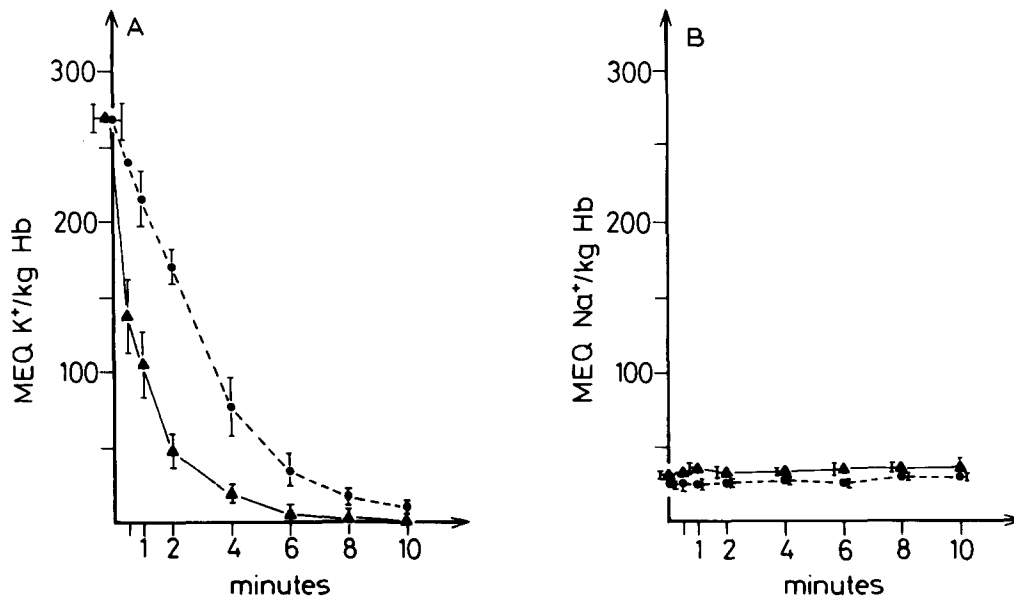 A
300
200
100
MEQ K⁺/kg Hb
1 2 4 6 8 10
minutes
B
300
200
100
MEQ Na⁺/kg Hb
1 2 4 6 8 10
minutes